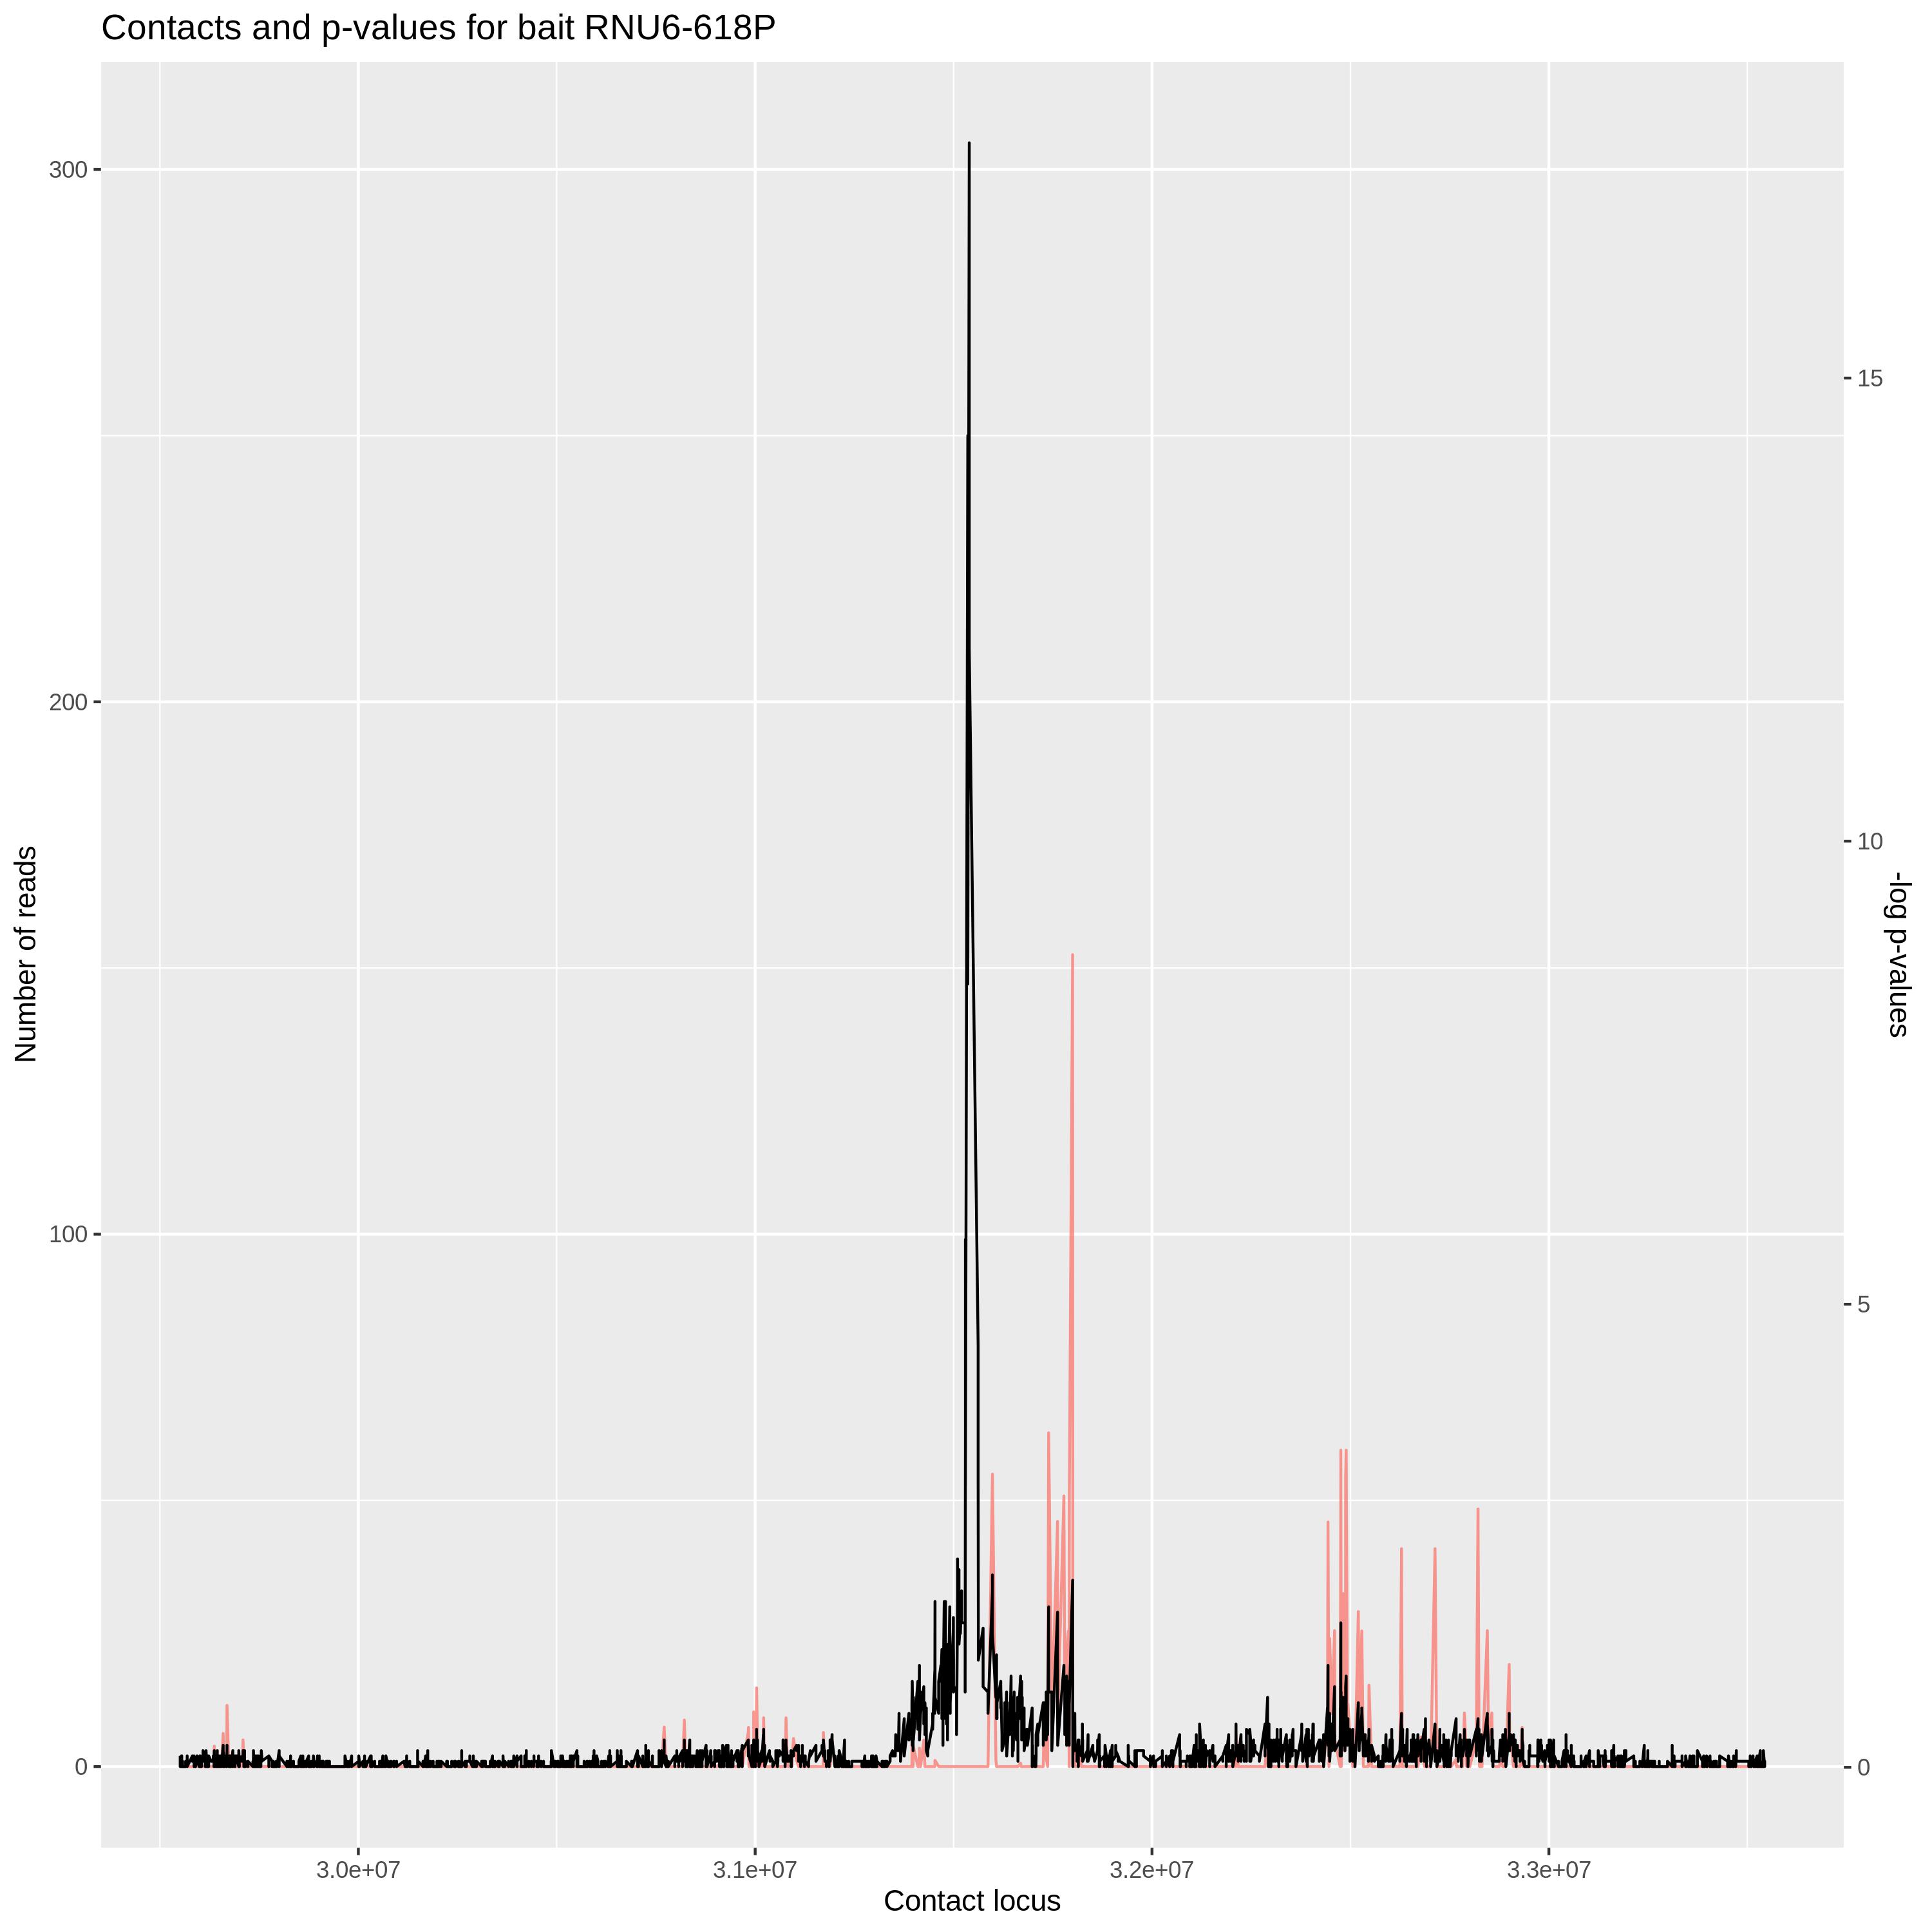 Contacts and p-values for bait RNU6-618P
300
200
100
0
Number of reads
15
10
5
0
-log p-values
3.0e+07
3.1e+07
3.2e+07
3.3e+07
Contact locus